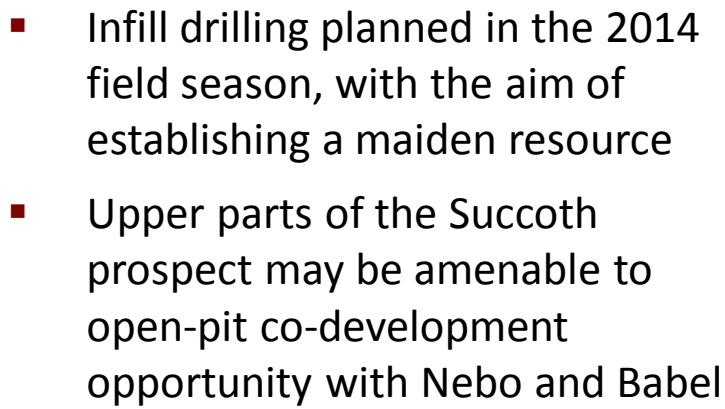 ▪ Infill drilling planned in the 2014
field season, with the aim of
establishing a maiden resource
▪ Upper parts of the Succoth
prospect may be amenable to
open-pit co-development
opportunity with Nebo and Babel